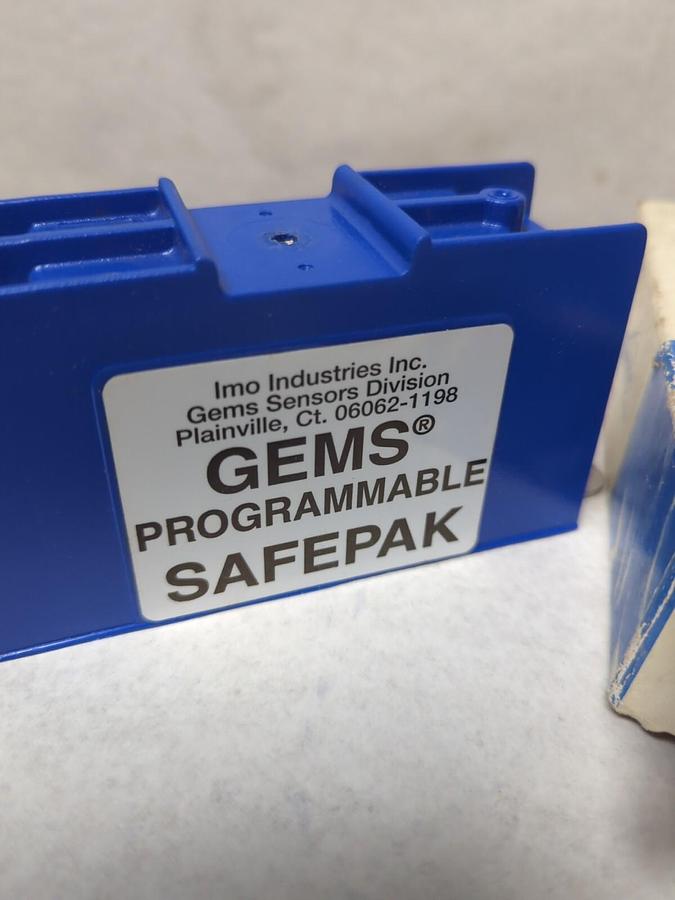 Imo Industries Inc.
Gems Sensors Division
Plainville, Ct. 06062-1198
GEMS®
PROGRAMMABLE
SAFEPAK